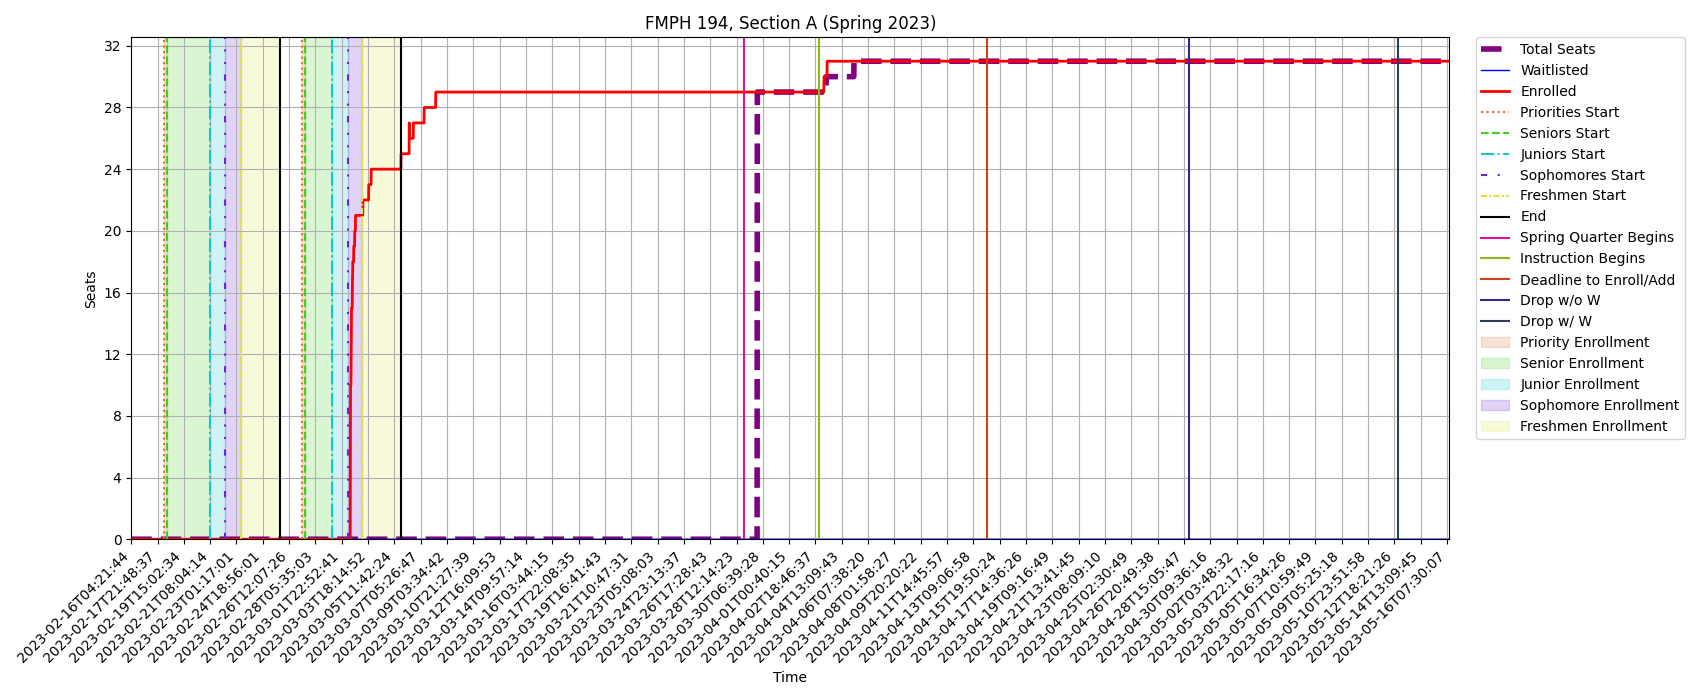 FMPH 194, Section A (Spring 2023)
Seats
32
28
24
20
16
12
8
4
0
2023-02-16T04:21:44
2023-02-17T21:48:37
2023-02-19T15:02:34
2023-02-21T08:04:14
2023-02-23T01:17:01
2023-02-24T18:56:01
2023-02-26T12:07:26
2023-02-28T05:35:03
2023-03-01T22:52:41
2023-03-03T18:14:52
2023-03-05T11:42:24
2023-03-07T05:26:47
2023-03-09T03:34:42
2023-03-10T21:27:39
2023-03-12T16:09:53
2023-03-14T09:57:14
2023-03-16T03:44:15
2023-03-17T22:08:35
2023-03-19T16:41:43
2023-03-21T10:47:31
2023-03-23T05:08:03
2023-03-24T23:13:37
2023-03-26T17:28:43
2023-03-28T12:14:23
2023-03-30T06:39:28
2023-04-01T00:40:15
2023-04-02T18:46:37
2023-04-04T13:09:43
2023-04-06T07:38:20
2023-04-08T01:58:27
2023-04-09T20:20:22
2023-04-11T14:45:57
2023-04-13T09:06:58
2023-04-15T19:50:24
2023-04-17T14:36:26
2023-04-19T09:16:49
2023-04-21T13:41:45
2023-04-23T08:09:10
2023-04-25T02:30:49
2023-04-26T20:49:38
2023-04-28T15:05:47
2023-04-30T09:36:16
2023-05-02T03:48:32
2023-05-03T22:17:16
2023-05-05T16:34:26
2023-05-07T10:59:49
2023-05-09T05:25:18
2023-05-10T23:51:58
2023-05-12T18:21:26
2023-05-14T13:09:45
2023-05-16T07:30:07
Time
Total Seats
Waitlisted
Enrolled
Priorities Start
Seniors Start
Juniors Start
Sophomores Start
Freshmen Start
End
Spring Quarter Begins
Instruction Begins
Deadline to Enroll/Add
Drop w/o W
Drop w/ W
Priority Enrollment
Senior Enrollment
Junior Enrollment
Sophomore Enrollment
Freshmen Enrollment